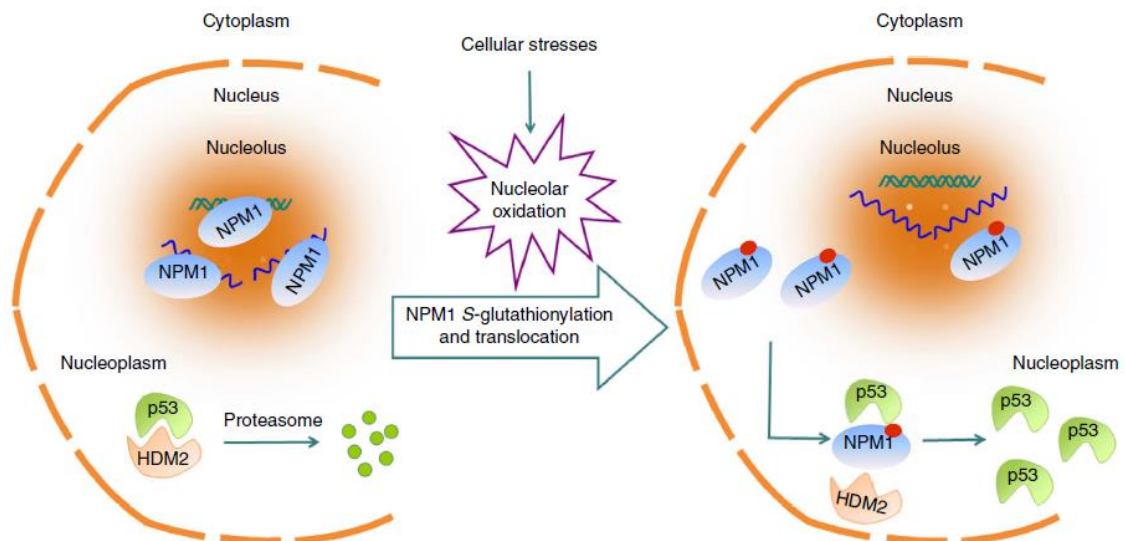 Cytoplasm
Nucleus
Nucleolus
NPM1
NPM1
NPM1
Nucleoplasm
p53
HDM2
Proteasome
Cellular stresses
Nucleolar
oxidation
NPM1 S-glutathionylation
and translocation
Cytoplasm
Nucleus
Nucleolus
NPM1
NPM1
NPM1
Nucleoplasm
p53
NPM1
HDM2
p53
p53
p53